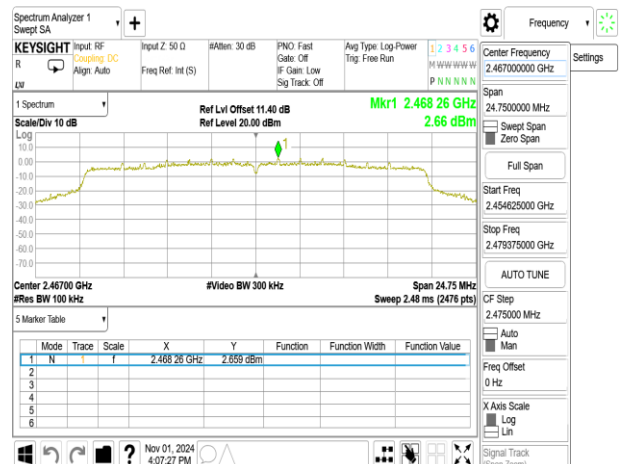 Spectrum Analyzer 1
Swept SA
Frequency
KEYSIGHT
R
LXI
Input: RF
Coupling: DC
Align: Auto
Input Z: 50 Ω
Freq Ref: Int (S)
#Atten: 30 dB
PNO: Fast
Gate: Off
IF Gain: Low
Sig Track: Off
Avg Type: Log-Power
Trig: Free Run
1 2 3 4 5 6
M W W W W W
P N N N N N
Center Frequency
2.467000000 GHz
Settings
1 Spectrum
Scale/Div 10 dB
Ref Lvl Offset 11.40 dB
Ref Level 20.00 dBm
Mkr1 2.468 26 GHz
2.66 dBm
Span
24.7500000 MHz
Swept Span
Zero Span
Log
10.0
0.00
-10.0
-20.0
-30.0
-40.0
-50.0
-60.0
-70.0
1
Full Span
Start Freq
2.454625000 GHz
Stop Freq
2.479375000 GHz
AUTO TUNE
Center 2.46700 GHz
#Res BW 100 kHz
#Video BW 300 kHz
Span 24.75 MHz
Sweep 2.48 ms (2476 pts)
CF Step
2.475000 MHz
Auto
Man
5 Marker Table
Mode Trace Scale X Y Function Function Width Function Value
1 N 1 f 2.468 26 GHz 2.659 dBm
2
3
4
5
6
Freq Offset
0 Hz
X Axis Scale
Log
Lin
Signal Track
(Span Zoom)
Nov 01, 2024
4:07:27 PM